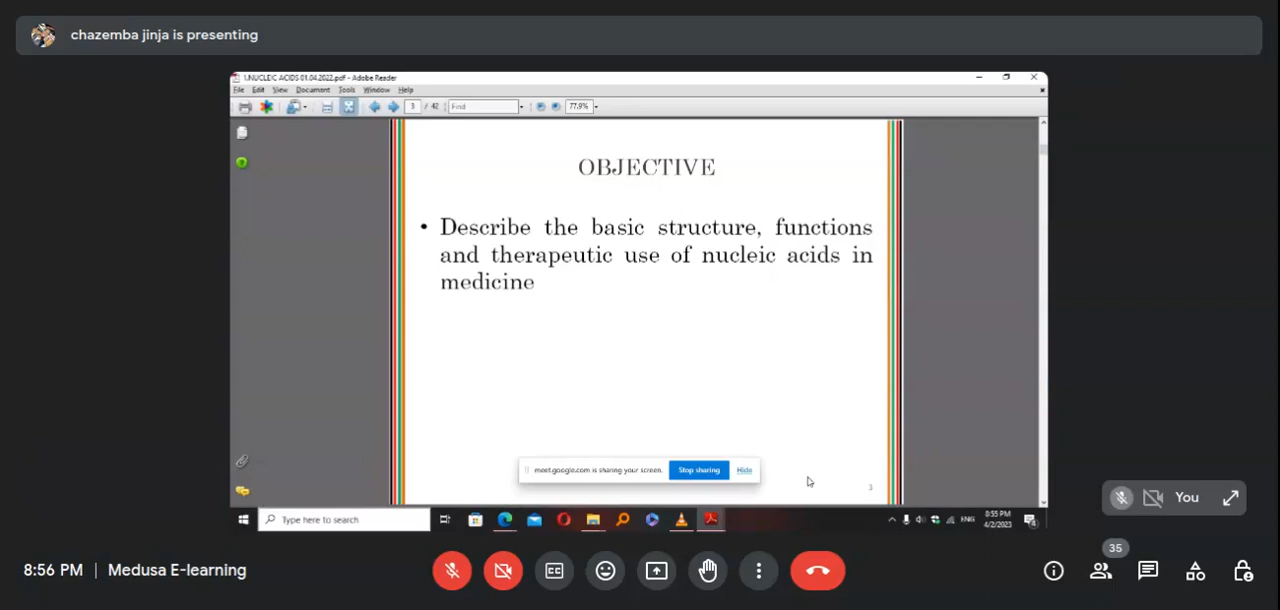 chazemba jinja is presenting
1.NUCLEIC ACIDS 01.04.2022.pdf - Adobe Reader
File Edit View Document Tools Window Help
3 / 42 Find 77,9%
OBJECTIVE
• Describe the basic structure, functions
and therapeutic use of nucleic acids in
medicine
meet.google.com is sharing your screen. Stop sharing Hide
3
You
Type here to search
ENG
8:55 PM
4/2/2023
35
8:56 PM | Medusa E-learning